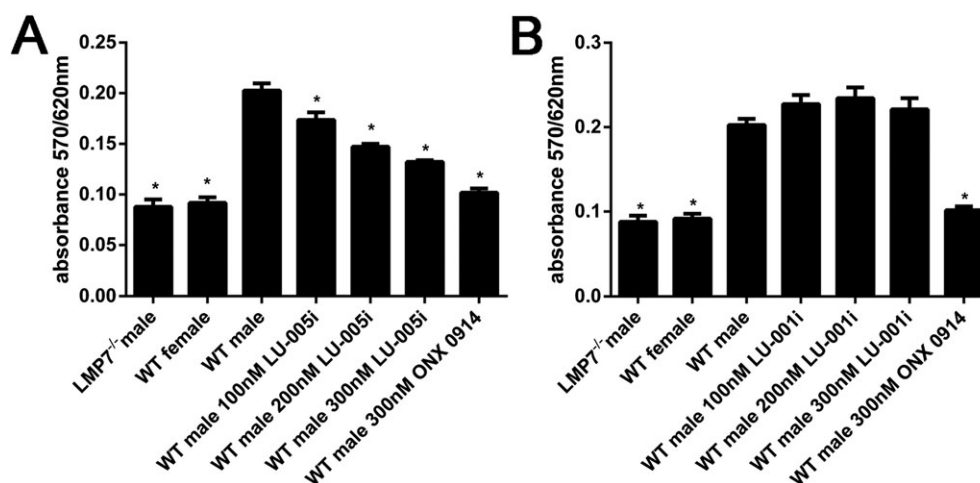 A
absorbance 570/620nm
0.25
0.20
0.15
0.10
0.05
0.00
* * * * * *
LMP7-/-male
WT female
WT male
WT male 100nM LU-005i
WT male 200nM LU-005i
WT male 300nM LU-005i
WT male 300nM ONX 0914
B
absorbance 570/620nm
0.3
0.2
0.1
0.0
* * *
LMP7-/-male
WT female
WT male
WT male 100nM LU-001i
WT male 200nM LU-001i
WT male 300nM LU-001i
WT male 300nM ONX 0914